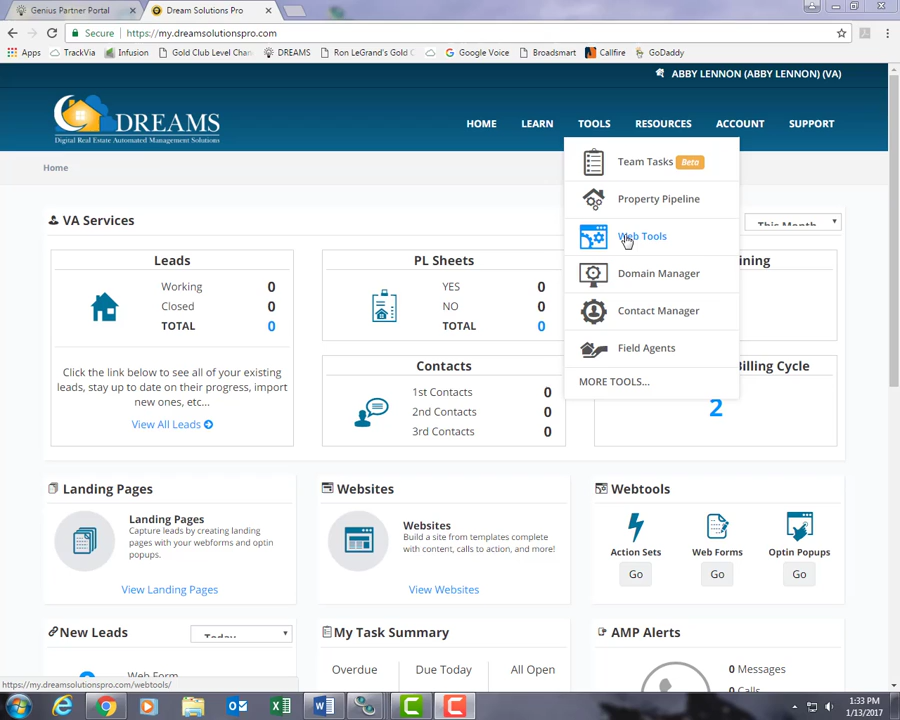 Genius Partner Portal
Dream Solutions Pro
Secure
https://my.dreamsolutionspro.com
Apps
TrackVia
Infusion
Gold Club Level Chan
DREAMS
Ron LeGrand's Gold C
Google Voice
Broadsmart
Callfire
GoDaddy
ABBY LENNON (ABBY LENNON) (VA)
DREAMS
Digital Real Estate Automated Management Solutions
HOME
LEARN
TOOLS
RESOURCES
ACCOUNT
SUPPORT
Home
Team Tasks Beta
Property Pipeline
Web Tools
Domain Manager
Contact Manager
Field Agents
MORE TOOLS...
VA Services
This Month
Leads
Working 0
Closed 0
TOTAL 0
Click the link below to see all of your existing
leads, stay up to date on their progress, import
new ones, etc...
View All Leads
PL Sheets
YES 0
NO 0
TOTAL 0
Contacts
1st Contacts 0
2nd Contacts 0
3rd Contacts 0
Billing Cycle
2
Landing Pages
Landing Pages
Capture leads by creating landing
pages with your webforms and optin
popups.
View Landing Pages
Websites
Websites
Build a site from templates complete
with content, calls to action, and more!
View Websites
Webtools
Action Sets
Web Forms
Optin Popups
Go
Go
Go
New Leads
Today
Web Form
My Task Summary
Overdue
Due Today
All Open
AMP Alerts
0 Messages
0 Calls
https://my.dreamsolutionspro.com/webtools/
1:33 PM
1/13/2017